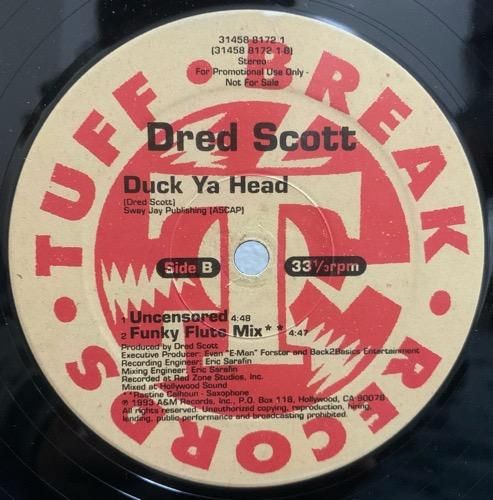 31458 8172 1
(31458 8172 1-B)
Stereo
For Promotional Use Only -
Not For Sale
TUFF • BREAK • RECORDS •
Dred Scott
Duck Ya Head
(Dred Scott)
Sway Jay Publishing (ASCAP)
Side B
33⅓rpm
T
1 Uncensored 4:48
2 Funky Flute Mix** 4:47
Produced by Dred Scott
Executive Producer: Evan "E-Man" Forster and Back2Basics Entertainment
Recording Engineer: Eric Sarafin
Mixing Engineer: Eric Sarafin
Recorded at Red Zone Studios, Inc.
Mixed at Hollywood Sound
**Rastine Calhoun - Saxophone
℗ 1993 A&M Records, Inc., P.O. Box 118, Hollywood, CA 90078
All rights reserved. Unauthorized copying, reproduction, hiring,
lending, public performance and broadcasting prohibited.